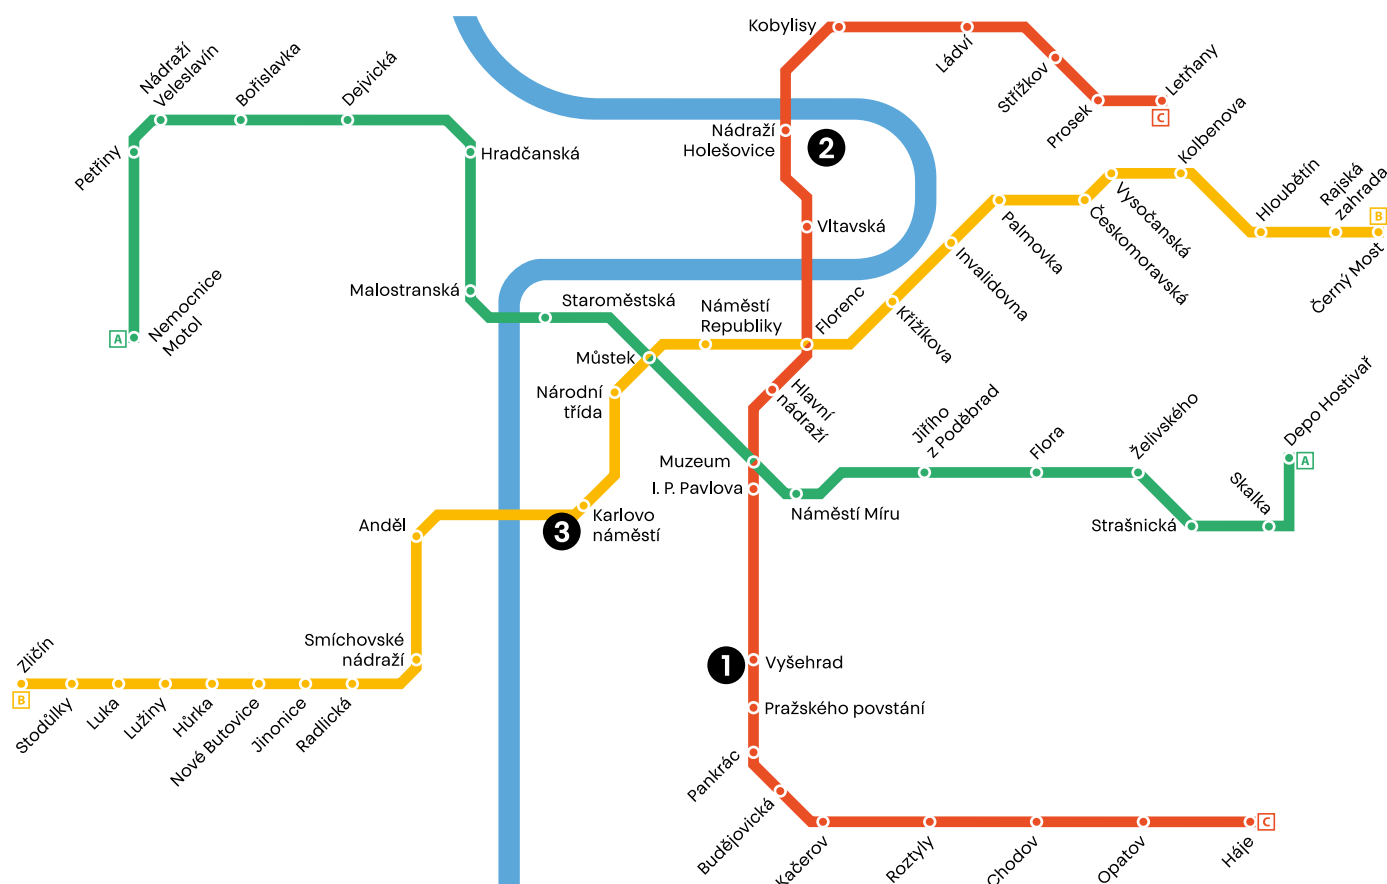 Kobylisy
Ládví
Střížkov
Prosek
Letňany
C
Nádraží
Veleslavín
Bořislavka
Dejvická
Petřiny
Hradčanská
Nádraží
Holešovice
2
Kolbenova
Hloubětín
Rajská
zahrada
B
Černý Most
Vysočanská
Českomoravská
Palmovka
Invalidovna
Křižíkova
Vltavská
Malostranská
Staroměstská
Náměstí
Republiky
Florenc
A
Nemocnice
Motol
Můstek
Národní
třída
Hlavní
nádraží
Muzeum
I. P. Pavlova
Náměstí Míru
Jiřího
z Poděbrad
Flora
Želivského
Strašnická
Skalka
Depo Hostivař
A
Anděl
3
Karlovo
náměstí
Smíchovské
nádraží
Zličín
B
Stodůlky
Luka
Lužiny
Hůrka
Nové Butovice
Jinonice
Radlická
1
Vyšehrad
Pražského povstání
Pankrác
Budějovická
Kačerov
Roztyly
Chodov
Opatov
Háje
C